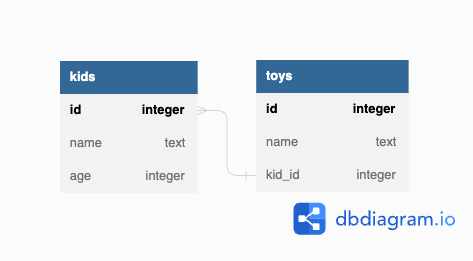 kids
id integer
name text
age integer
toys
id integer
name text
kid_id integer
dbdiagram.io